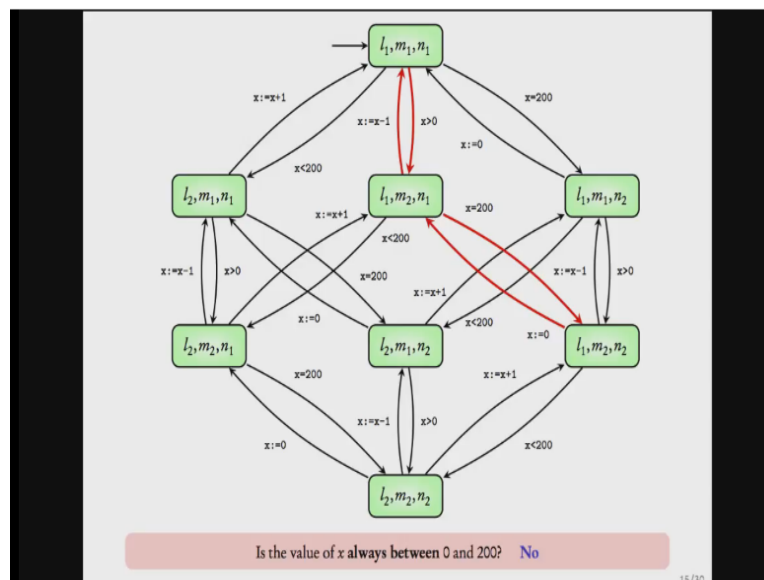 l₁,m₁,n₁
x:=x+1
x=200
x:=x-1
x>0
x:=0
x<200
l₂,m₁,n₁
l₁,m₂,n₁
l₁,m₁,n₂
x:=x+1
x=200
x<200
x:=x-1
x>0
x=200
x:=x-1
x>0
x:=x+1
x:=0
x<200
x:=0
l₂,m₂,n₁
l₂,m₁,n₂
l₁,m₂,n₂
x=200
x:=x+1
x:=x-1
x>0
x:=0
x<200
l₂,m₂,n₂
Is the value of x always between 0 and 200? No
15/30